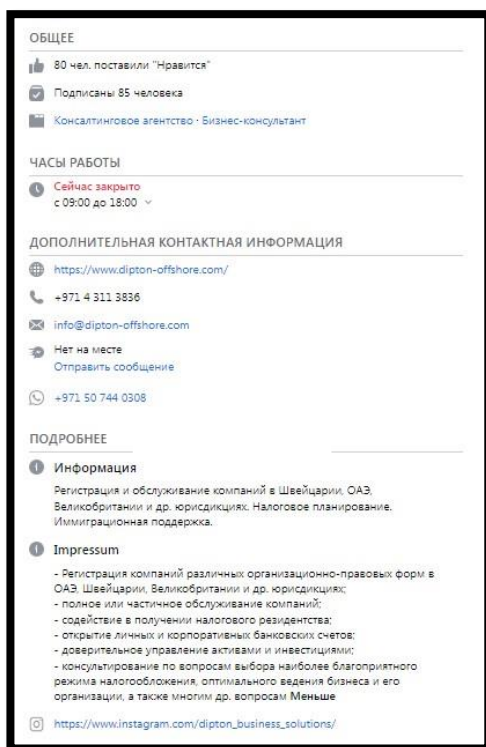 ОБЩЕЕ
80 чел. поставили "Нравится"
Подписаны 85 человека
Консалтинговое агентство · Бизнес-консультант
ЧАСЫ РАБОТЫ
Сейчас закрыто
с 09:00 до 18:00
ДОПОЛНИТЕЛЬНАЯ КОНТАКТНАЯ ИНФОРМАЦИЯ
https://www.dipton-offshore.com/
+971 4 311 3836
info@dipton-offshore.com
Нет на месте
Отправить сообщение
+971 50 744 0308
ПОДРОБНЕЕ
Информация
Регистрация и обслуживание компаний в Швейцарии, ОАЭ,
Великобритании и др. юрисдикциях. Налоговое планирование.
Иммиграционная поддержка.
Impressum
- Регистрация компаний различных организационно-правовых форм в
ОАЭ, Швейцарии, Великобритании и др. юрисдикциях;
- полное или частичное обслуживание компаний;
- содействие в получении налогового резидентства;
- открытие личных и корпоративных банковских счетов;
- доверительное управление активами и инвестициями;
- консультирование по вопросам выбора наиболее благоприятного
режима налогообложения, оптимального ведения бизнеса и его
организации, а также многим др. вопросам Меньше
https://www.instagram.com/dipton_business_solutions/